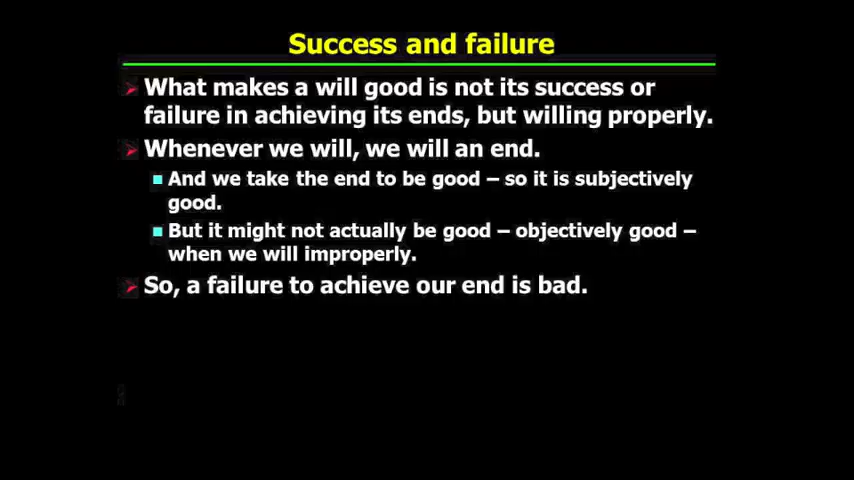 Success and failure
What makes a will good is not its success or
failure in achieving its ends, but willing properly.
Whenever we will, we will an end.
And we take the end to be good – so it is subjectively
good.
But it might not actually be good – objectively good –
when we will improperly.
So, a failure to achieve our end is bad.